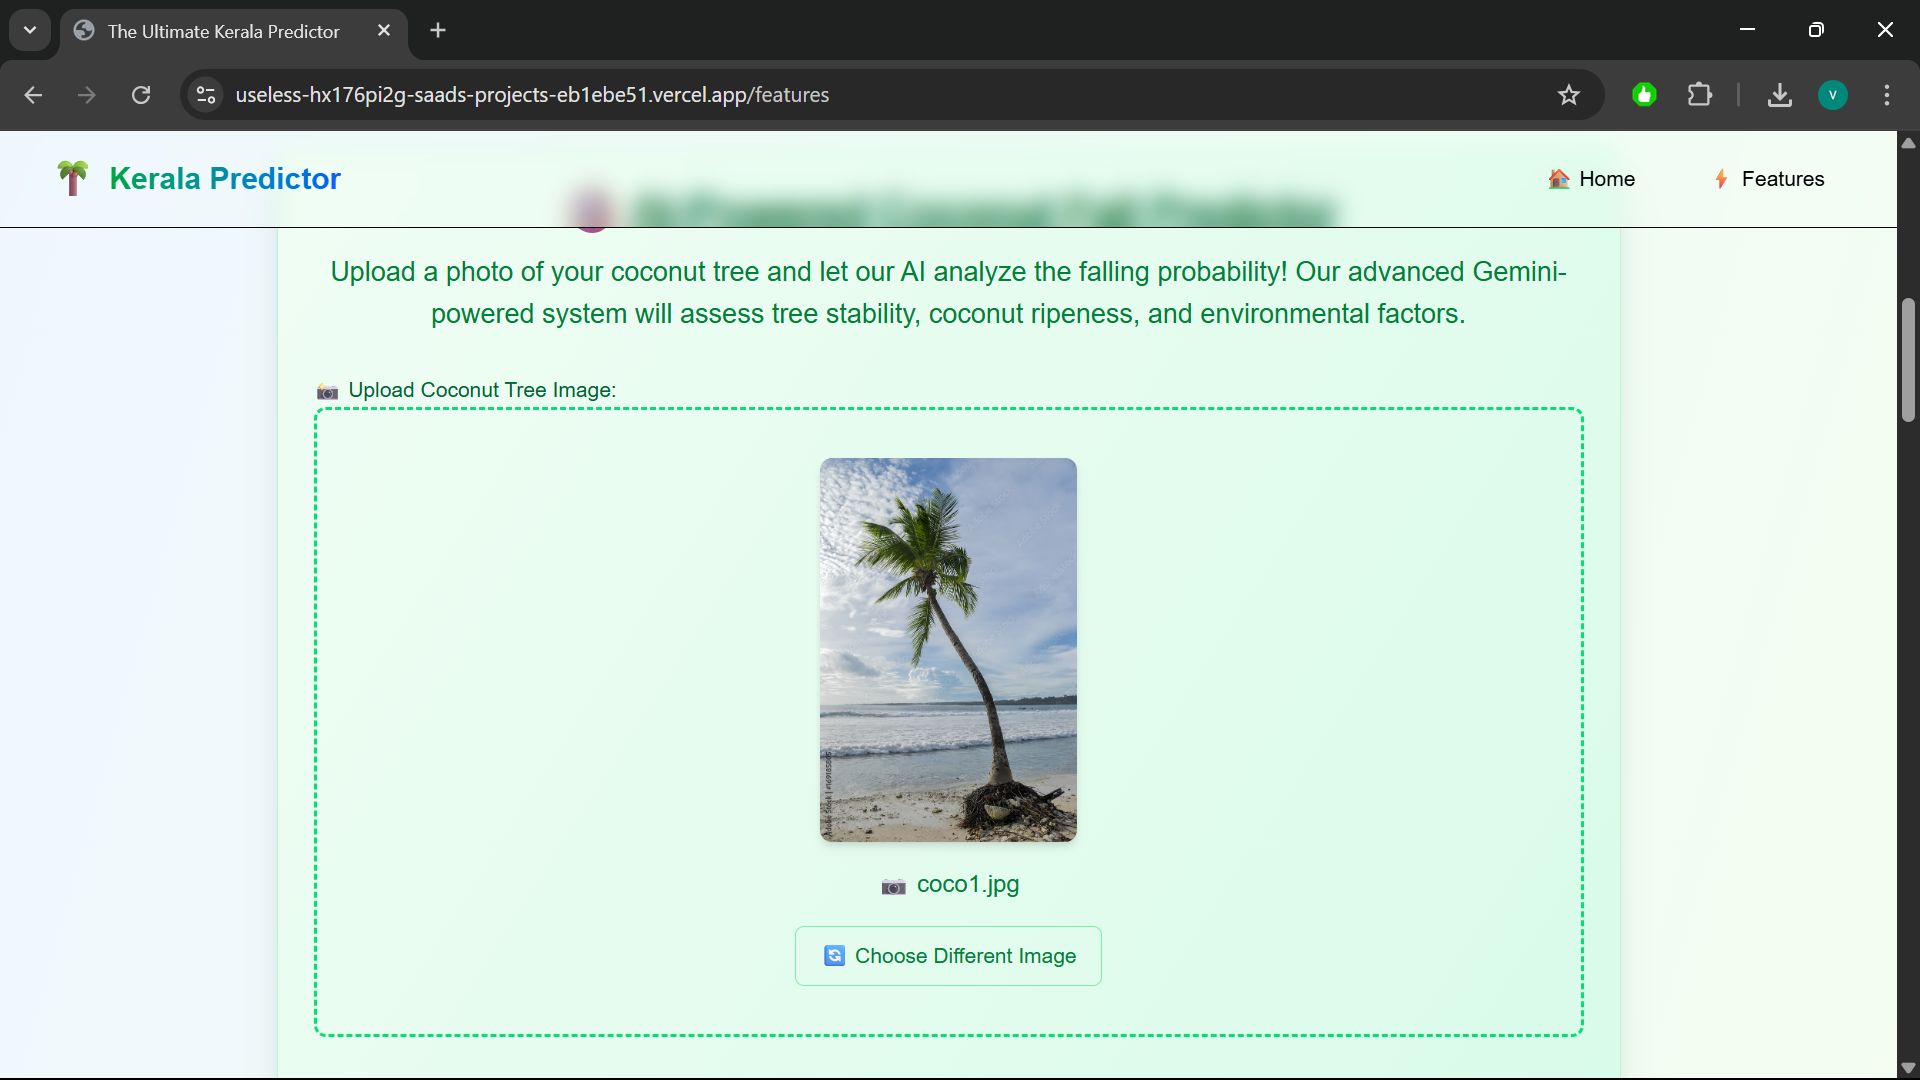 The Ultimate Kerala Predictor
useless-hx176pi2g-saads-projects-eb1ebe51.vercel.app/features
V
Kerala Predictor
Home
Features
Upload a photo of your coconut tree and let our AI analyze the falling probability! Our advanced Gemini-
powered system will assess tree stability, coconut ripeness, and environmental factors.
Upload Coconut Tree Image:
coco1.jpg
Choose Different Image